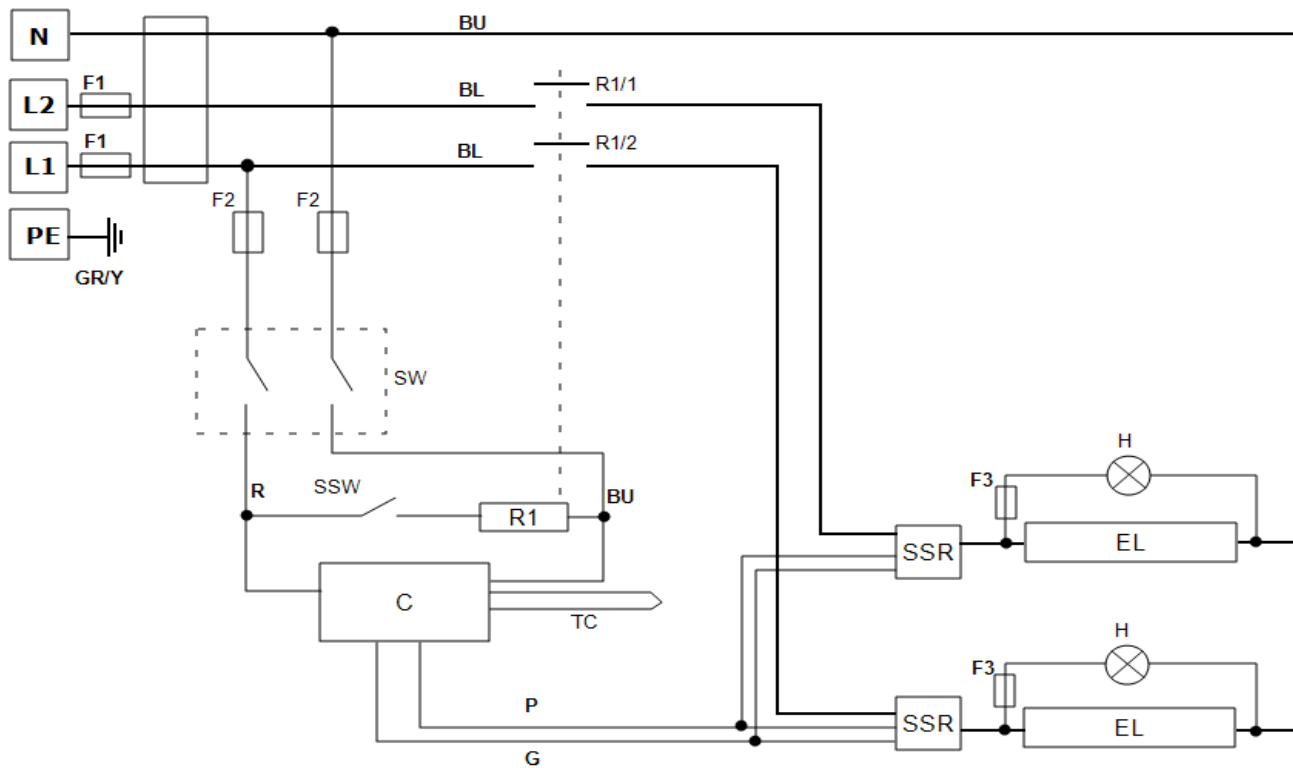 N
BU
L2
F1
BL
R1/1
L1
F1
BL
R1/2
F2
F2
PE
GR/Y
SW
H
R
SSW
BU
F3
R1
SSR
EL
C
TC
H
F3
P
SSR
EL
G